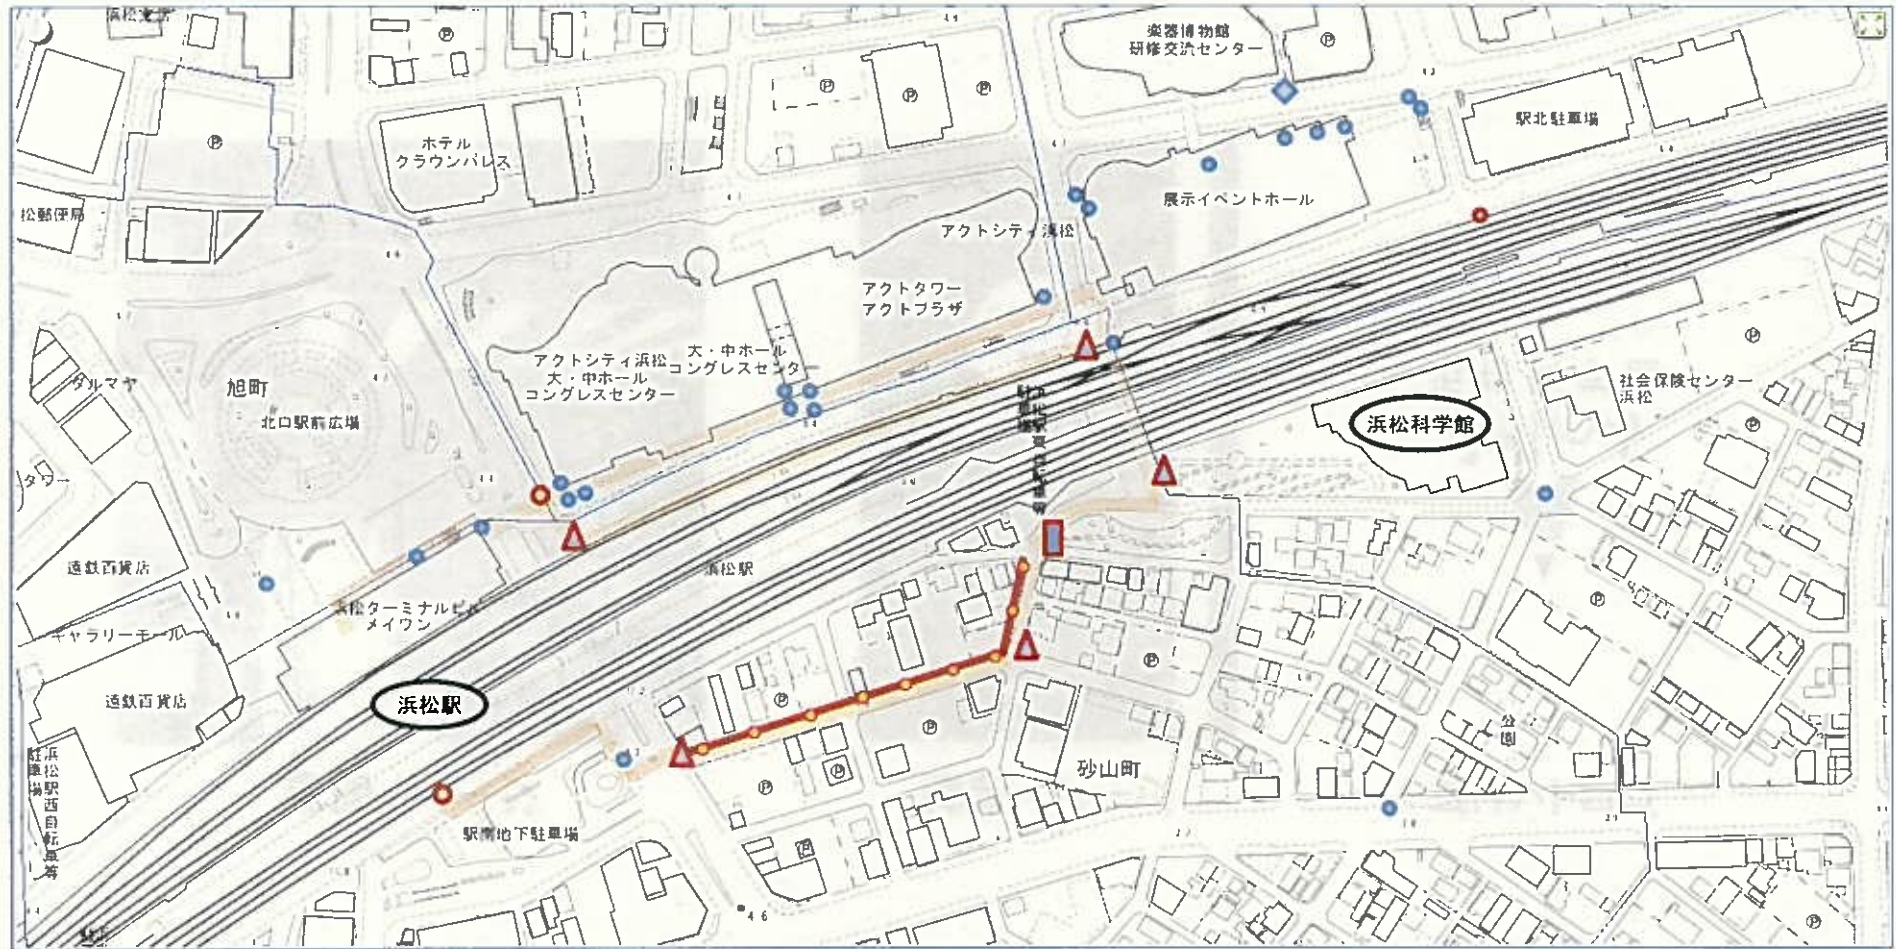 楽器博物館
研修交流センター
駅北駐車場
ホテル
クラウンパレス
松郵便局
展示イベントホール
アクトシティ浜松
アクトタワー
アクトプラザ
大・中ホール
コングレスセンター
アクトシティ浜松
大・中ホール
コングレスセンター
ダルマヤ
旭町
北口駅前広場
社会保険センター
浜松
浜松科学館
タワー
遠鉄百貨店
浜松駅
浜松ターミナルビル
メイワン
ギャラリーモール
遠鉄百貨店
浜松駅
公園
砂山町
浜松駅西自転車等
駐車場
駅南地下駐車場
46